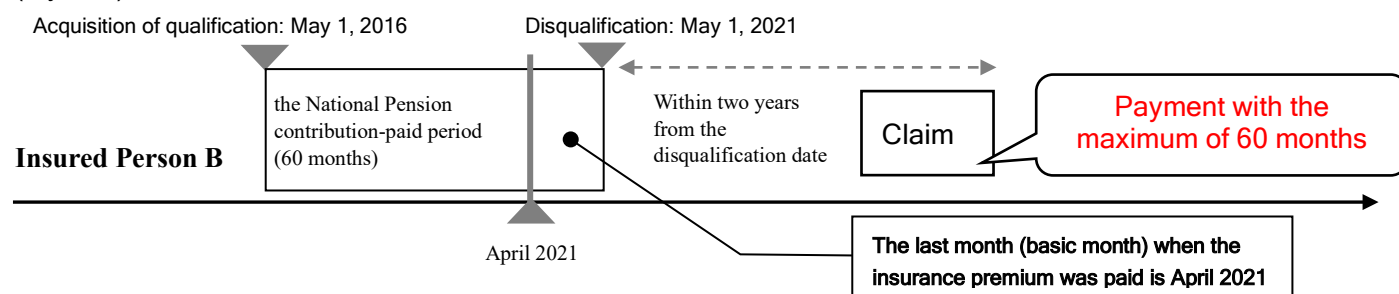 Acquisition of qualification: May 1, 2016
Disqualification: May 1, 2021
the National Pension
contribution-paid period
(60 months)
Within two years
from the
disqualification date
Claim
Payment with the
maximum of 60 months
Insured Person B
April 2021
The last month (basic month) when the
insurance premium was paid is April 2021